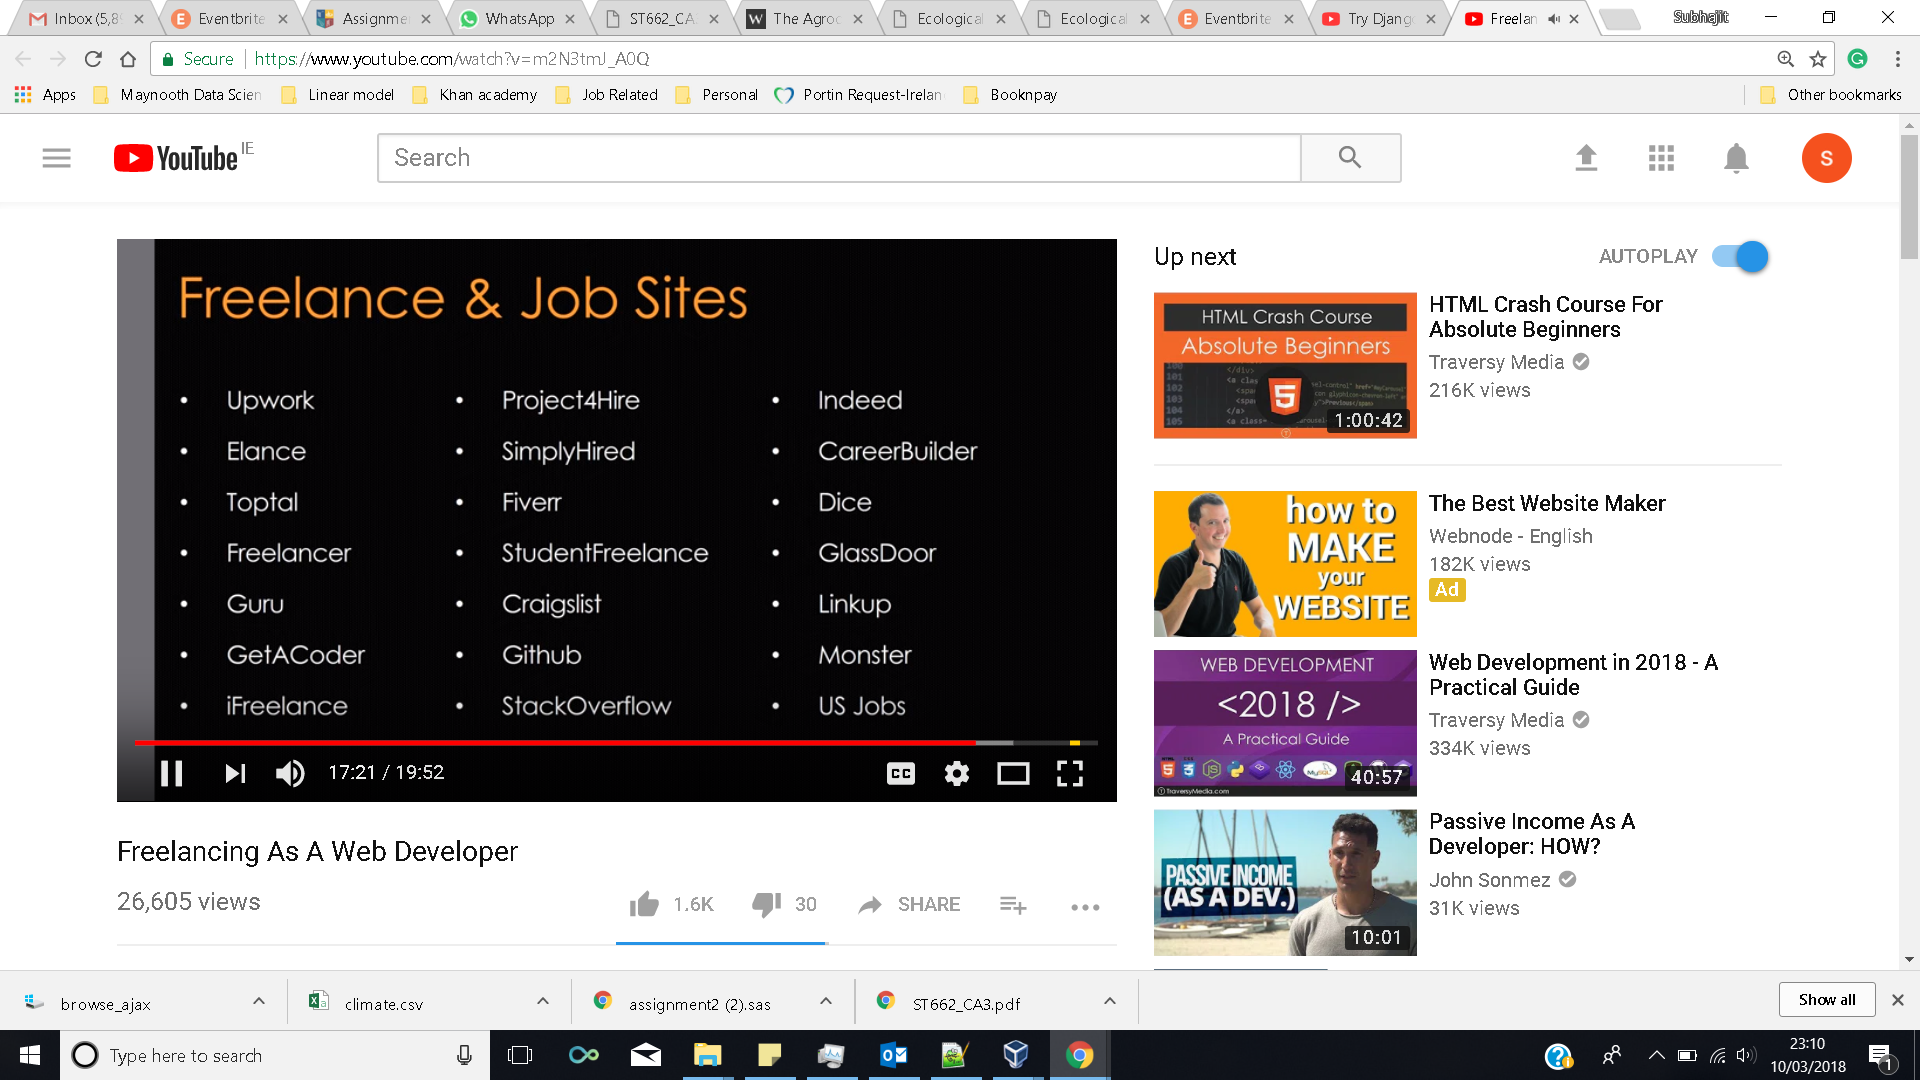 Inbox (5,8
Eventbrite
Assignme
WhatsApp
ST662_CA
The Agroc
Ecological
Ecological
Eventbrite
Try Djang
Freelan
Subhajit
Secure
https://www.youtube.com/watch?v=m2N3tmJ_A0Q
Apps
Maynooth Data Scien
Linear model
Khan academy
Job Related
Personal
Portin Request-Irelan
Booknpay
Other bookmarks
YouTube IE
Search
S
Freelance & Job Sites
• Upwork
• Elance
• Toptal
• Freelancer
• Guru
• GetACoder
• iFreelance
• Project4Hire
• SimplyHired
• Fiverr
• StudentFreelance
• Craigslist
• Github
• StackOverflow
• Indeed
• CareerBuilder
• Dice
• GlassDoor
• Linkup
• Monster
• US Jobs
17:21 / 19:52
CC
Freelancing As A Web Developer
26,605 views
1.6K
30
SHARE
Up next
AUTOPLAY
HTML Crash Course
Absolute Beginners
5
1:00:42
HTML Crash Course For
Absolute Beginners
Traversy Media
216K views
how to
MAKE
your
WEBSITE
The Best Website Maker
Webnode - English
182K views
Ad
WEB DEVELOPMENT
<2018 />
A Practical Guide
MySQL
TraversyMedia.com
40:57
Web Development in 2018 - A
Practical Guide
Traversy Media
334K views
PASSIVE INCOME
(AS A DEV.)
10:01
Passive Income As A
Developer: HOW?
John Sonmez
31K views
browse_ajax
climate.csv
assignment2 (2).sas
ST662_CA3.pdf
Show all
Type here to search
23:10
10/03/2018
1